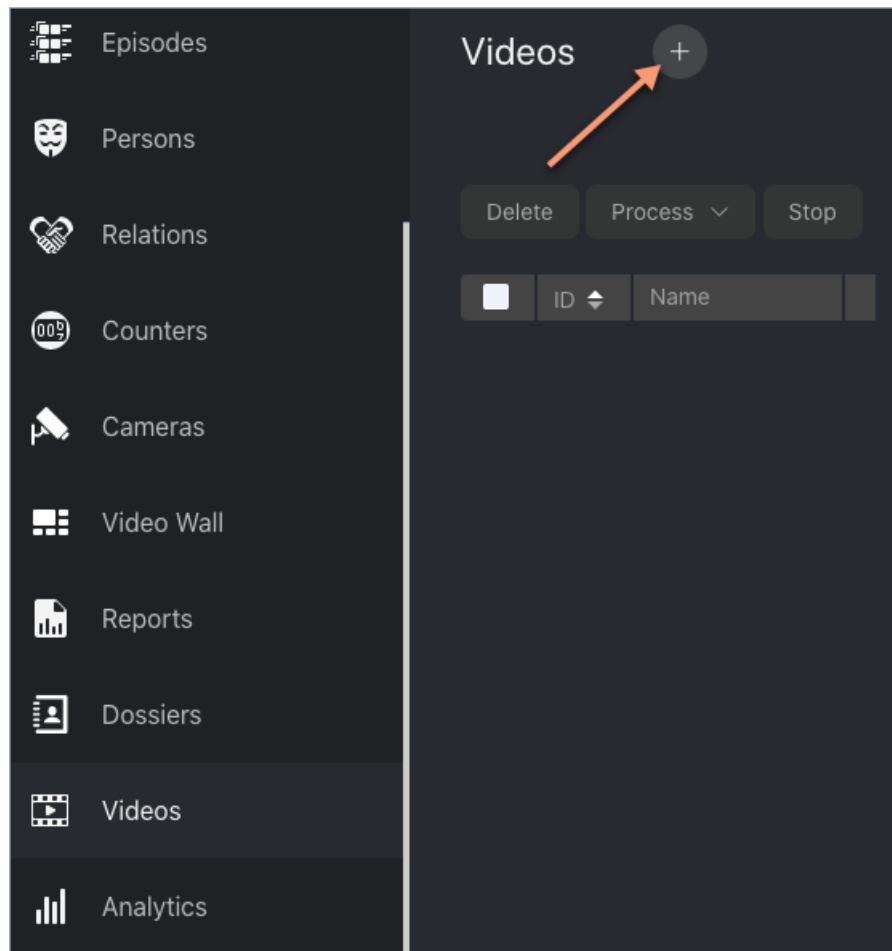 Episodes
Persons
Relations
Counters
Cameras
Video Wall
Reports
Dossiers
Videos
Analytics
Videos +
Delete Process Stop
ID Name